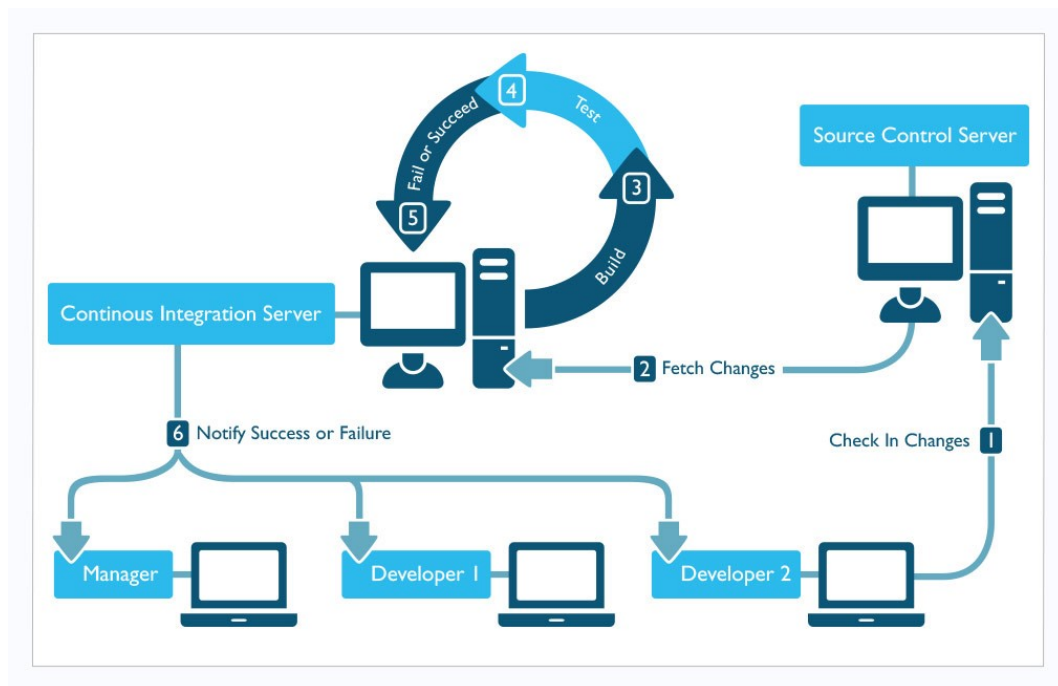 4
Test
Fail or Succeed
Source Control Server
3
5
Build
Continous Integration Server
2 Fetch Changes
6 Notify Success or Failure
Check In Changes 1
Manager
Developer 1
Developer 2